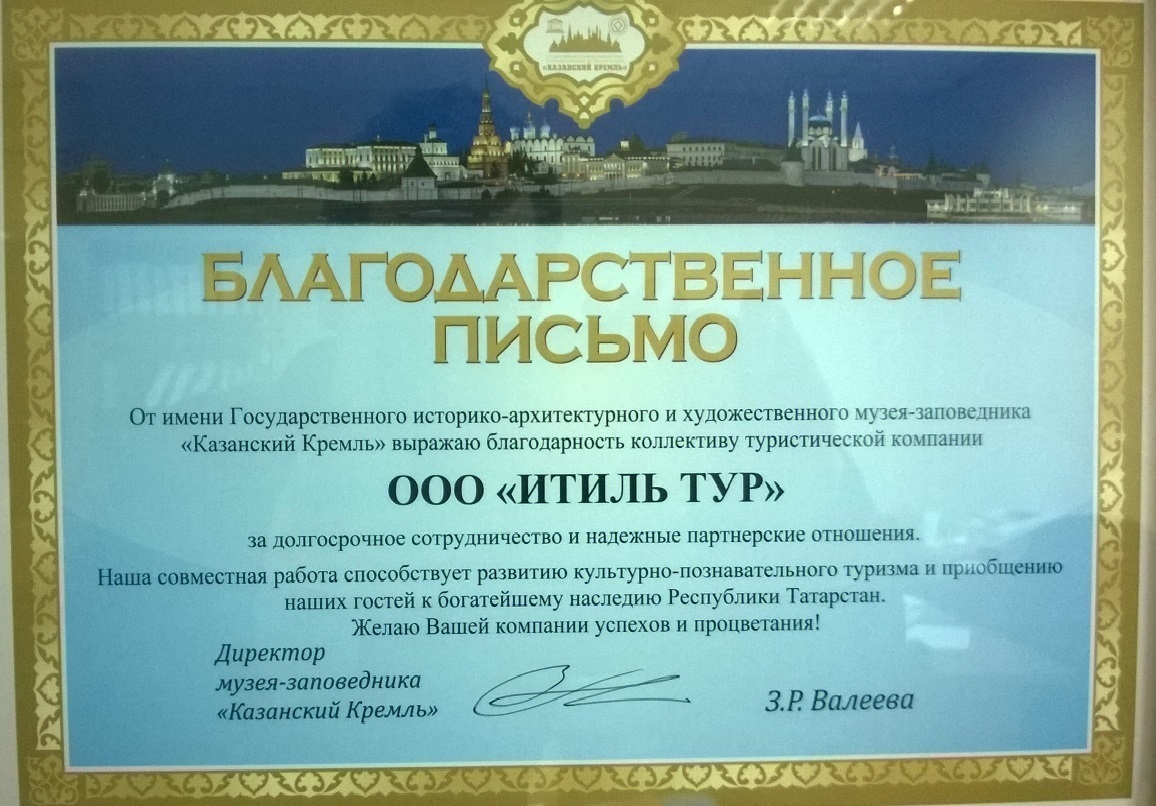 «КАЗАНСКИЙ КРЕМЛЬ»
БЛАГОДАРСТВЕННОЕ
ПИСЬМО
От имени Государственного историко-архитектурного и художественного музея-заповедника
«Казанский Кремль» выражаю благодарность коллективу туристической компании
ООО «ИТИЛЬ ТУР»
за долгосрочное сотрудничество и надежные партнерские отношения.
Наша совместная работа способствует развитию культурно-познавательного туризма и приобщению
наших гостей к богатейшему наследию Республики Татарстан.
Желаю Вашей компании успехов и процветания!
Директор
музея-заповедника
«Казанский Кремль»
З.Р. Валеева